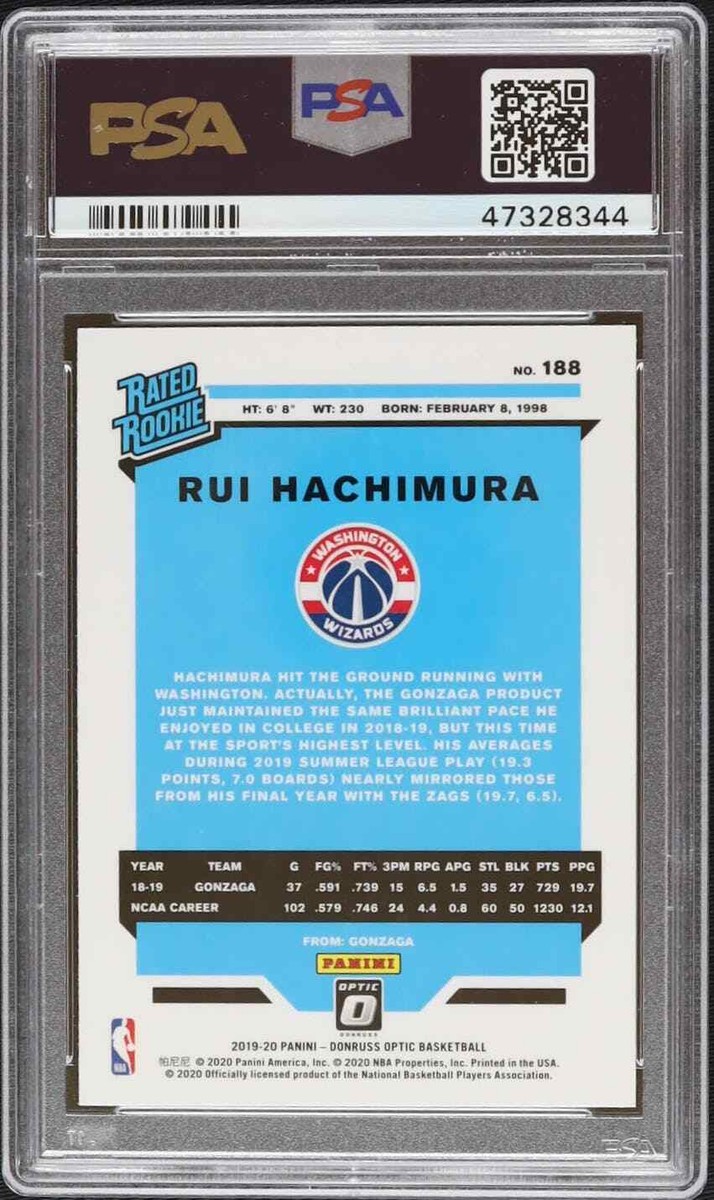 PSA
PSA
47328344
NO. 188
RATED
ROOKIE
HT: 6' 8" WT: 230 BORN: FEBRUARY 8, 1998
RUI HACHIMURA
WASHINGTON
WIZARDS
HACHIMURA HIT THE GROUND RUNNING WITH
WASHINGTON. ACTUALLY, THE GONZAGA PRODUCT
JUST MAINTAINED THE SAME BRILLIANT PACE HE
ENJOYED IN COLLEGE IN 2018-19, BUT THIS TIME
AT THE SPORT'S HIGHEST LEVEL. HIS AVERAGES
DURING 2019 SUMMER LEAGUE PLAY (19.3
POINTS, 7.0 BOARDS) NEARLY MIRRORED THOSE
FROM HIS FINAL YEAR WITH THE ZAGS (19.7, 6.5).
YEAR TEAM G FG% FT% 3PM RPG APG STL BLK PTS PPG
18-19 GONZAGA 37 .591 .739 15 6.5 1.5 35 27 729 19.7
NCAA CAREER 102 .579 .746 24 4.4 0.8 60 50 1230 12.1
FROM: GONZAGA
PANINI
OPTIC
O
DONRUSS
2019-20 PANINI – DONRUSS OPTIC BASKETBALL
帕尼尼 © 2020 Panini America, Inc. © 2020 NBA Properties, Inc. Printed in the USA.
© 2020 Officially licensed product of the National Basketball Players Association.
NBA
PSA